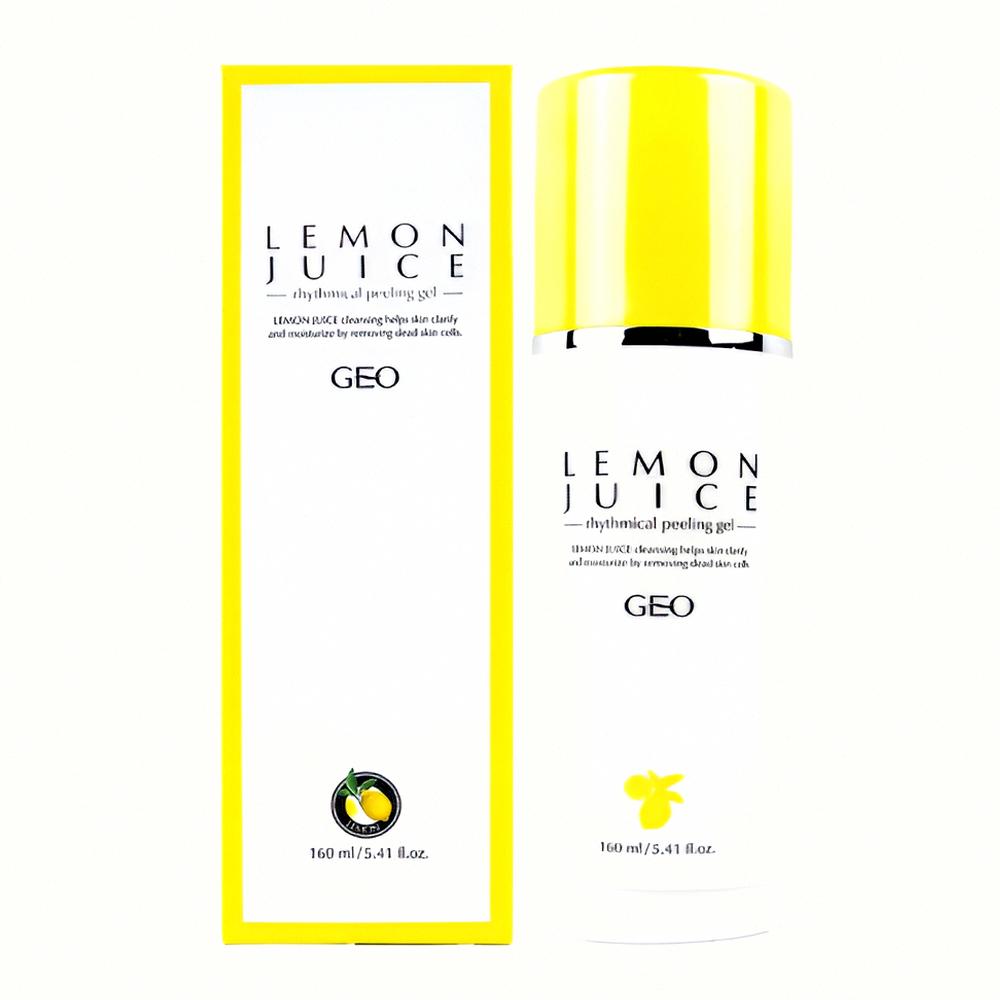 LEMON
JUICE
rhythmical peeling gel
LEMON JUICE cleansing helps skin clarify
and moisturize by removing dead skin cells.
GEO
160 ml/5.41 fl.oz.
LEMON
JUICE
rhythmical peeling gel
LEMON JUICE cleansing helps skin clarify
and moisturize by removing dead skin cells.
GEO
160 ml/5.41 fl.oz.